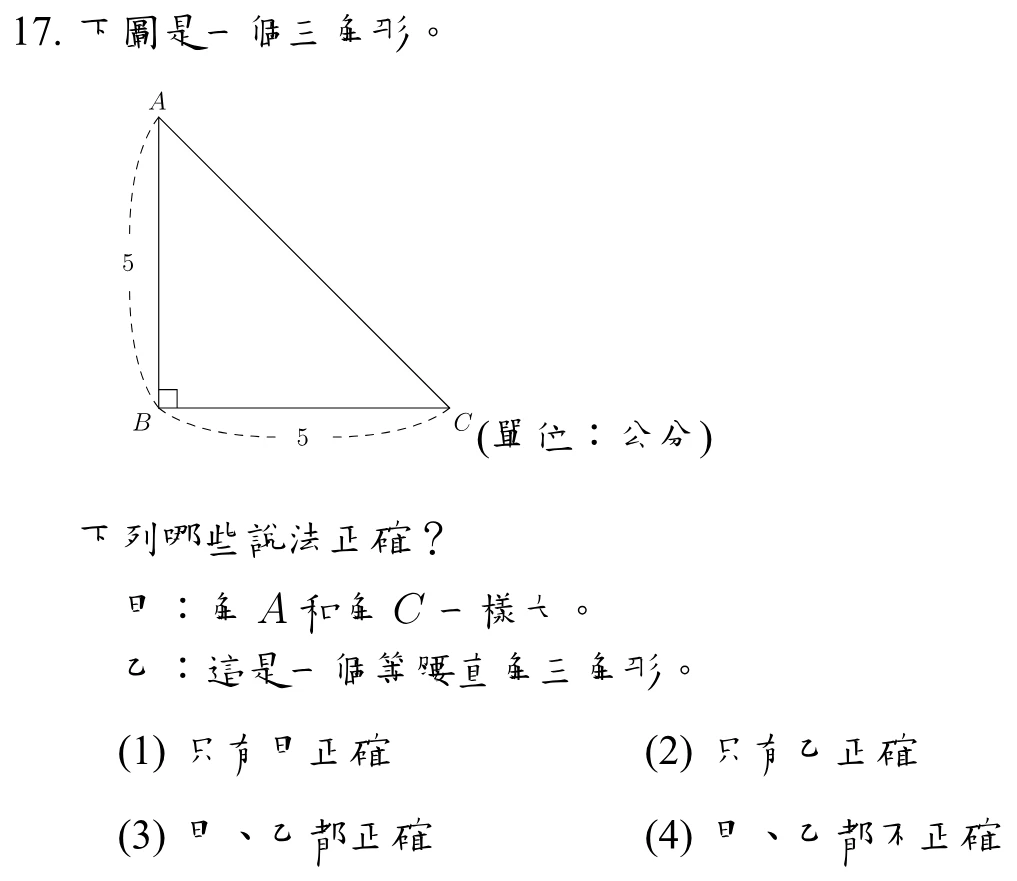 17. 下圖是一個三角形。
A
5
B
5
C (單位：公分)
下列哪些說法正確？
甲：角 A 和角 C 一樣大。
乙：這是一個等腰直角三角形。
(1) 只有甲正確 (2) 只有乙正確
(3) 甲、乙都正確 (4) 甲、乙都不正確